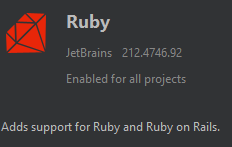 Ruby
JetBrains 212.4746.92
Enabled for all projects
Adds support for Ruby and Ruby on Rails.